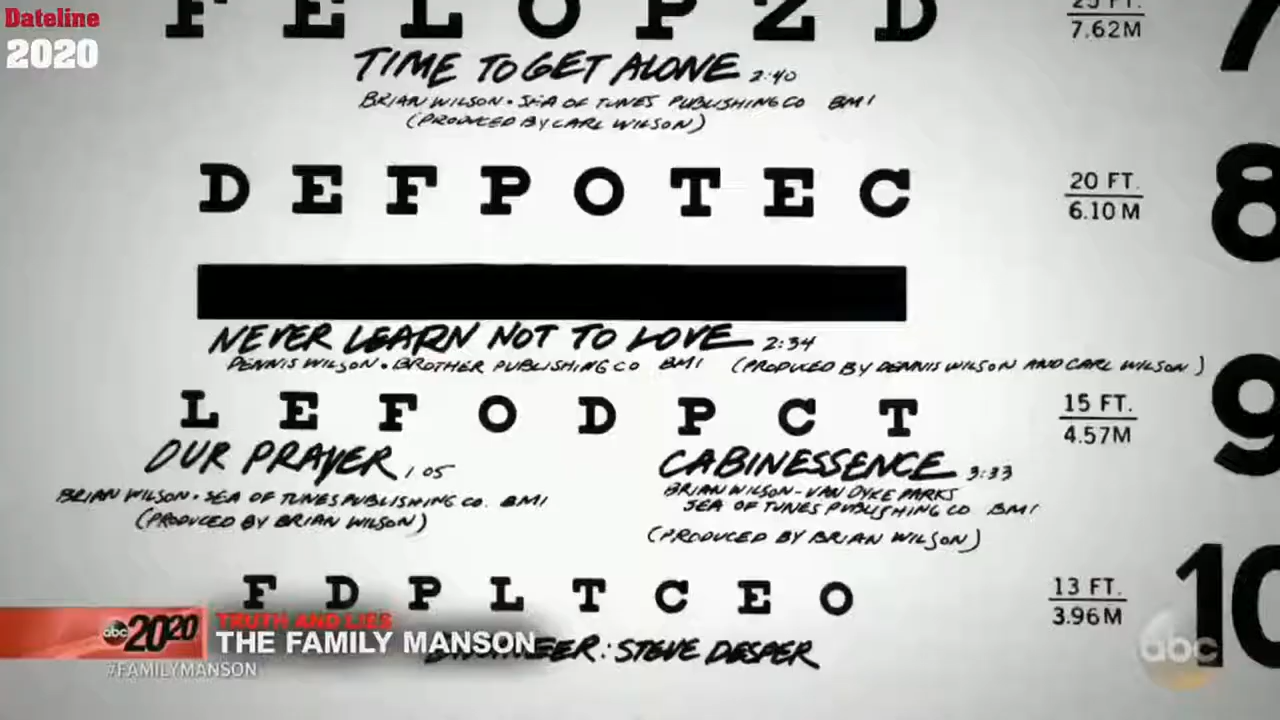 Dateline
2020
F E L O P Z D
25 FT.
7.62M
7
TIME TO GET ALONE 2:40
BRIAN WILSON • SEA OF TUNES PUBLISHING CO BMI
(PRODUCED BY CARL WILSON)
D E F P O T E C
20 FT.
6.10 M
8
NEVER LEARN NOT TO LOVE 2:34
DENNIS WILSON • BROTHER PUBLISHING CO BMI (PRODUCED BY DENNIS WILSON AND CARL WILSON)
L E F O D P C T
15 FT.
4.57M
9
OUR PRAYER 1:05
BRIAN WILSON • SEA OF TUNES PUBLISHING CO. BMI
(PRODUCED BY BRIAN WILSON)
CABINESSENCE 3:33
BRIAN WILSON - VAN DYKE PARKS
SEA OF TUNES PUBLISHING CO BMI
(PRODUCED BY BRIAN WILSON)
F D P L T C E O
13 FT.
3.96M
10
: STEVE DESPER
abc 2020
TRUTH AND LIES
THE FAMILY MANSON
#FAMILYMANSON
abc